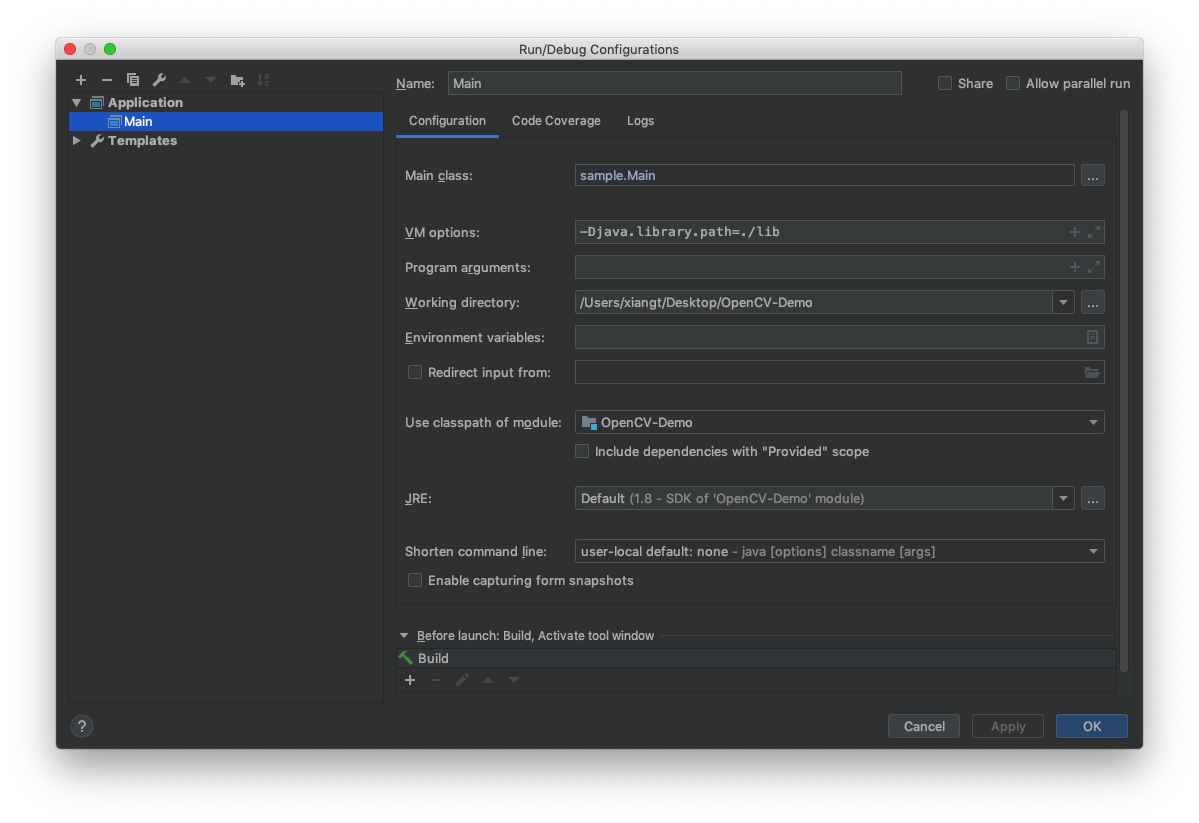 Run/Debug Configurations
Name: Main Share Allow parallel run
Application
Main
Templates
Configuration Code Coverage Logs
Main class: sample.Main ...
VM options: -Djava.library.path=./lib
Program arguments:
Working directory: /Users/xiangt/Desktop/OpenCV-Demo ...
Environment variables:
Redirect input from:
Use classpath of module: OpenCV-Demo
Include dependencies with "Provided" scope
JRE: Default (1.8 - SDK of 'OpenCV-Demo' module) ...
Shorten command line: user-local default: none - java [options] classname [args]
Enable capturing form snapshots
Before launch: Build, Activate tool window
Build
? Cancel Apply OK